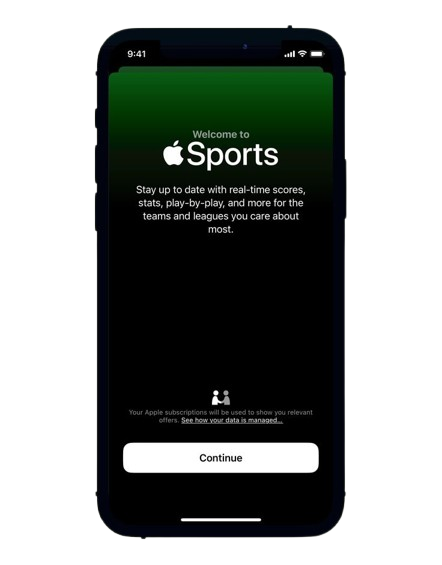 9:41
Welcome to
Sports
Stay up to date with real-time scores,
stats, play-by-play, and more for the
teams and leagues you care about
most.
Your Apple subscriptions will be used to show you relevant
offers. See how your data is managed...
Continue